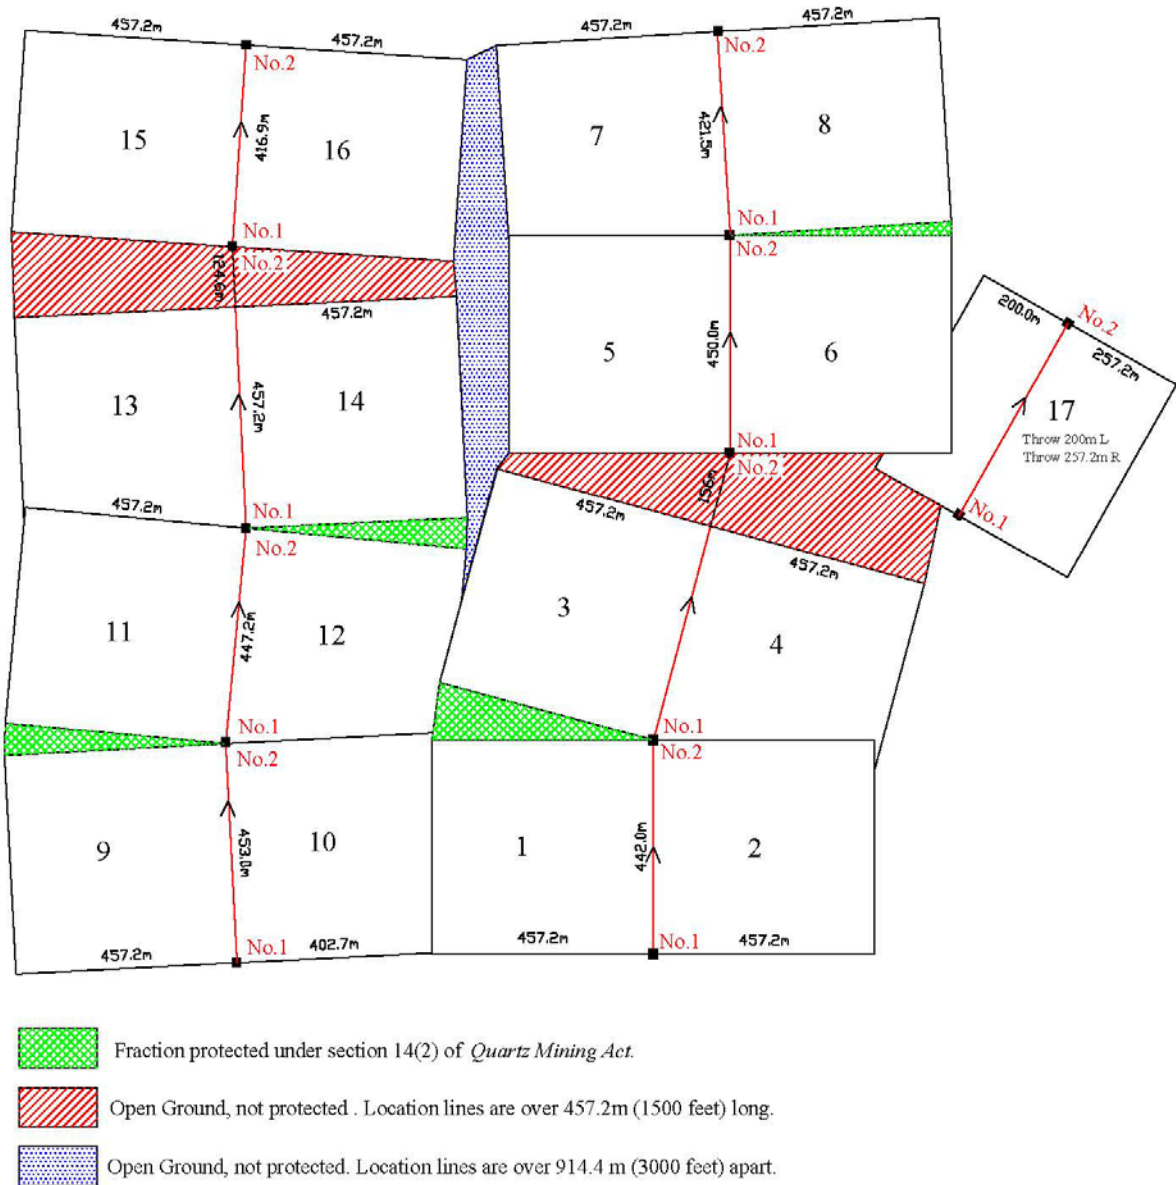 457.2m
457.2m
457.2m
457.2m
No.2
No.2
15
16
416.9m
7
8
421.5m
No.1
No.2
124.6m
No.1
No.2
457.2m
13
14
457.2m
5
6
450.0m
200.0m
No.2
257.2m
17
Throw 200m L
Throw 257.2m R
No.1
No.1
No.2
156m
457.2m
457.2m
457.2m
No.1
No.2
11
12
447.2m
3
4
No.1
No.2
No.1
No.2
9
10
453.0m
1
2
442.0m
457.2m
No.1
402.7m
457.2m
No.1
457.2m
Fraction protected under section 14(2) of Quartz Mining Act.
Open Ground, not protected . Location lines are over 457.2m (1500 feet) long.
Open Ground, not protected. Location lines are over 914.4 m (3000 feet) apart.